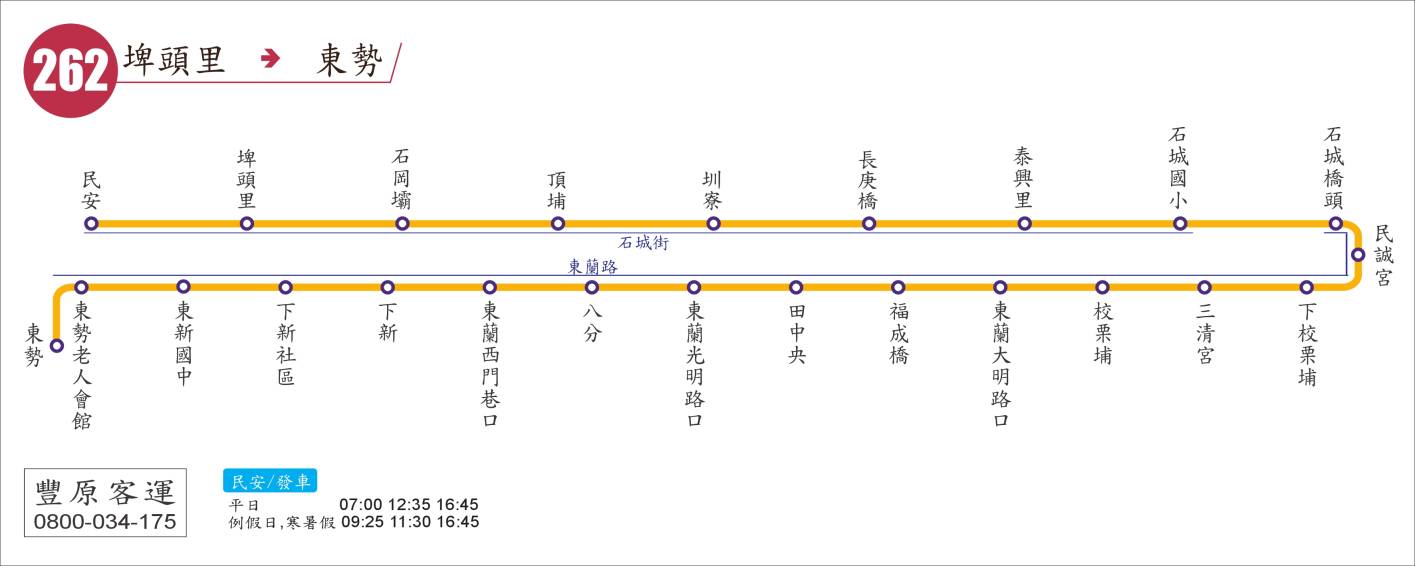 262 埤頭里 → 東勢
民安
埤頭里
石岡壩
頂埔
圳寮
長庚橋
泰興里
石城國小
石城橋頭
民誠宮
石城街
東蘭路
下校栗埔
三清宮
校栗埔
東蘭大明路口
福成橋
田中央
東蘭光明路口
八分
東蘭西門巷口
下新
下新社區
東新國中
東勢老人會館
東勢
豐原客運
0800-034-175
民安/發車
平日 07:00 12:35 16:45
例假日,寒暑假 09:25 11:30 16:45